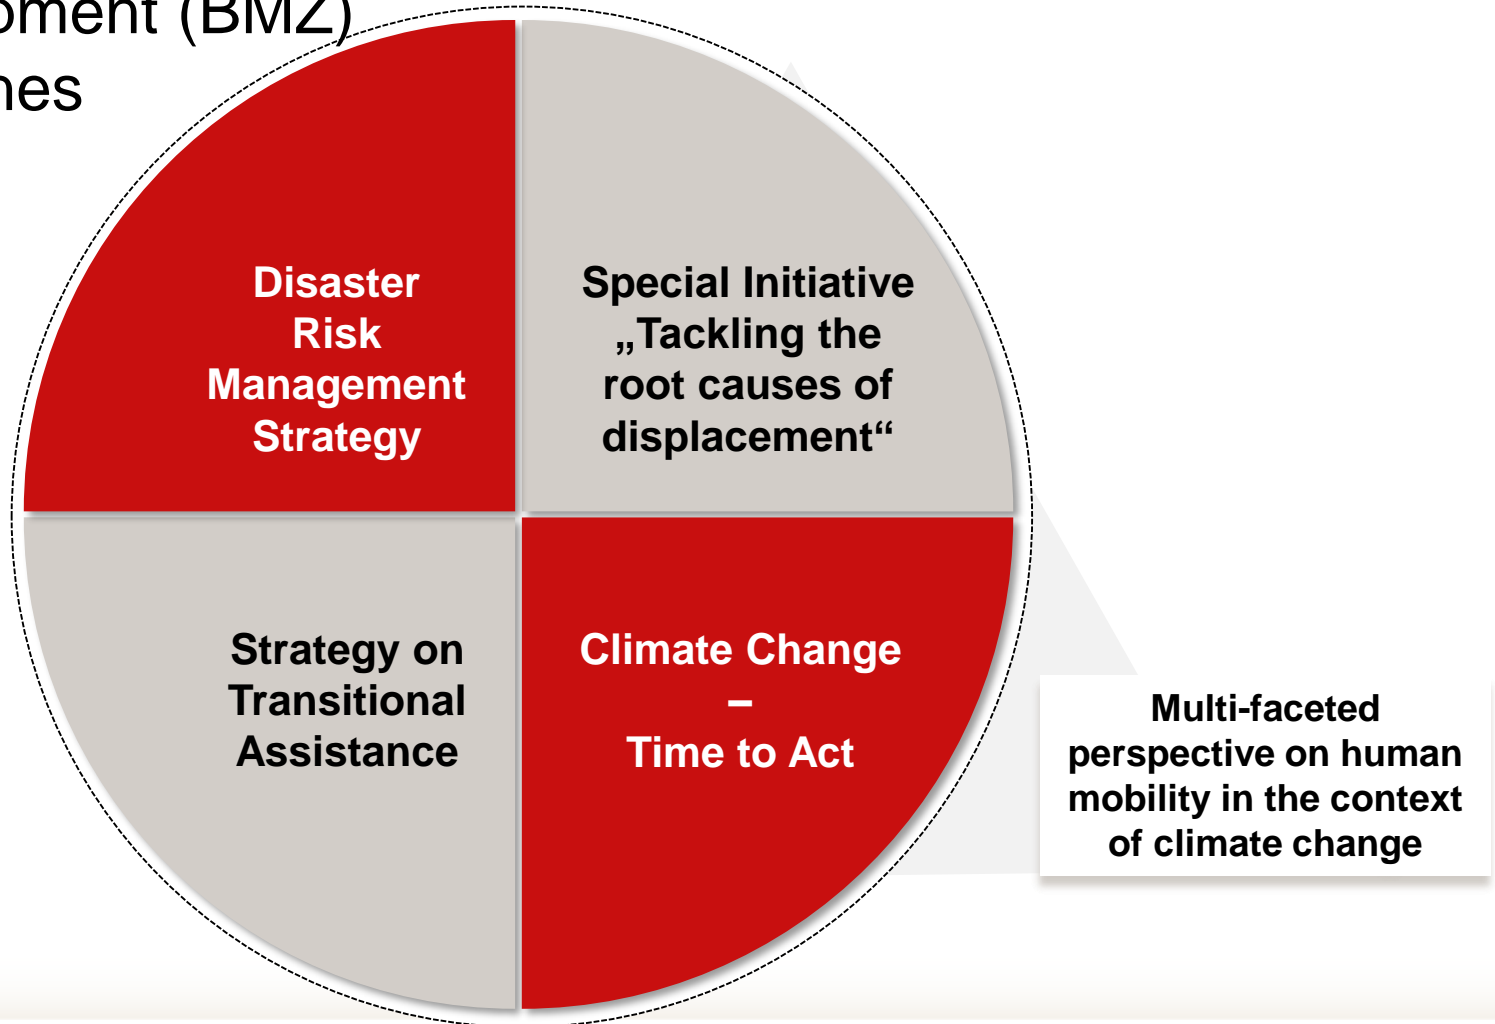 opment (BMZ)
nes
Disaster
Risk
Management
Strategy
Special Initiative
„Tackling the
root causes of
displacement“
Strategy on
Transitional
Assistance
Climate Change
–
Time to Act
Multi-faceted
perspective on human
mobility in the context
of climate change